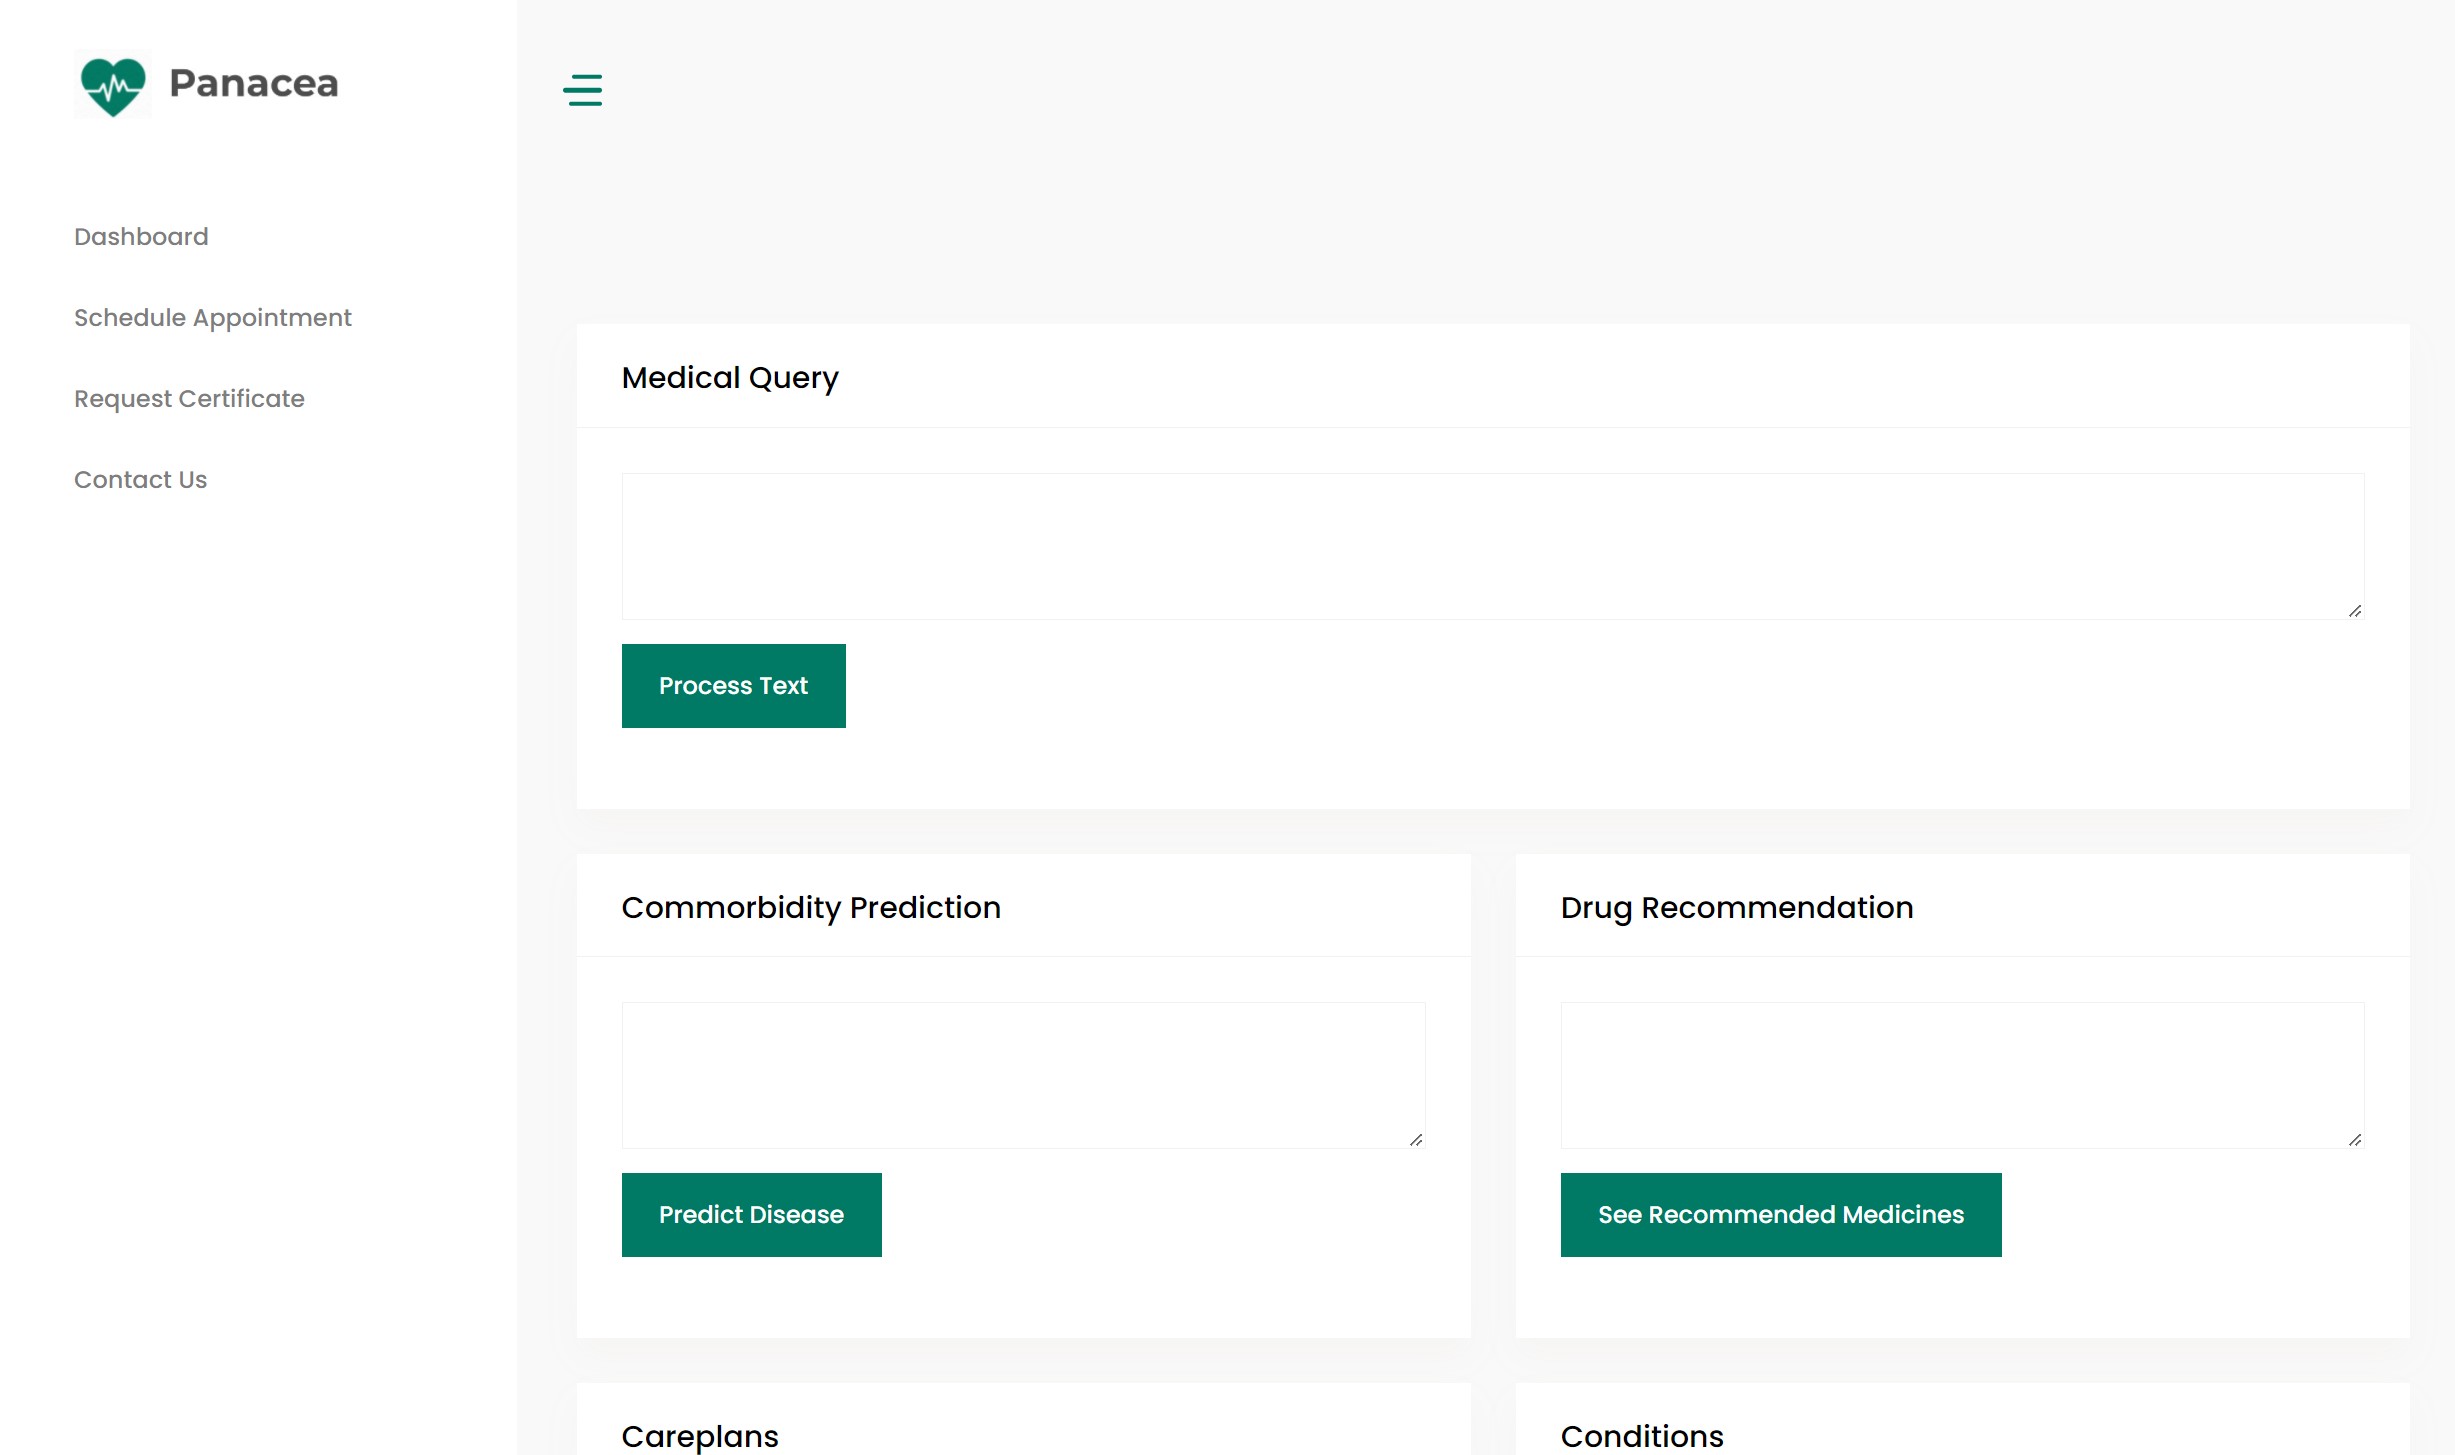 Panacea
Dashboard
Schedule Appointment
Request Certificate
Contact Us
Medical Query
Process Text
Commorbidity Prediction
Drug Recommendation
Predict Disease
See Recommended Medicines
Careplans
Conditions